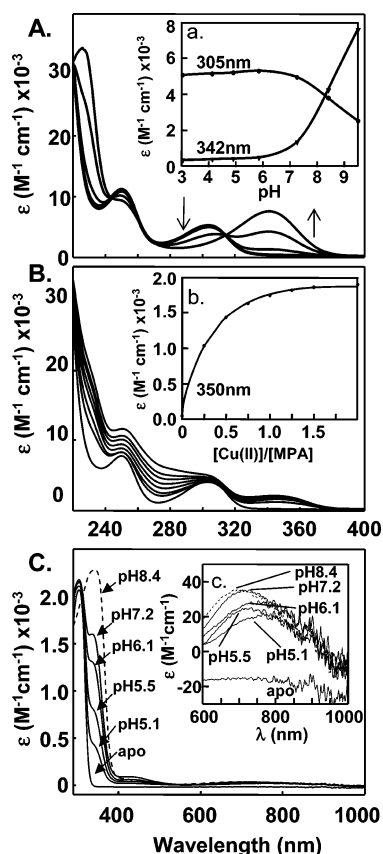 A.
ε (M⁻¹ cm⁻¹) x10⁻³
30
20
10
0
a.
ε (M⁻¹ cm⁻¹) x10⁻³
8
6
4
2
0
305nm
342nm
3 4 5 6 7 8 9
pH
B.
ε (M⁻¹ cm⁻¹) x10⁻³
30
20
10
0
b.
ε (M⁻¹ cm⁻¹) x10⁻³
2.0
1.5
1.0
0.5
0.0
350nm
0 0.5 1.0 1.5
[Cu(II)]/[MPA]
240 280 320 360 400
C.
ε (M⁻¹cm⁻¹) x10⁻³
2.0
1.5
1.0
0.5
0
pH8.4
pH7.2
pH6.1
pH5.5
pH5.1
apo
c.
ε (M⁻¹cm⁻¹)
40
20
0
-20
pH8.4
pH7.2
pH6.1
pH5.5
pH5.1
apo
600 700 800 900 1000
λ (nm)
400 600 800 1000
Wavelength (nm)